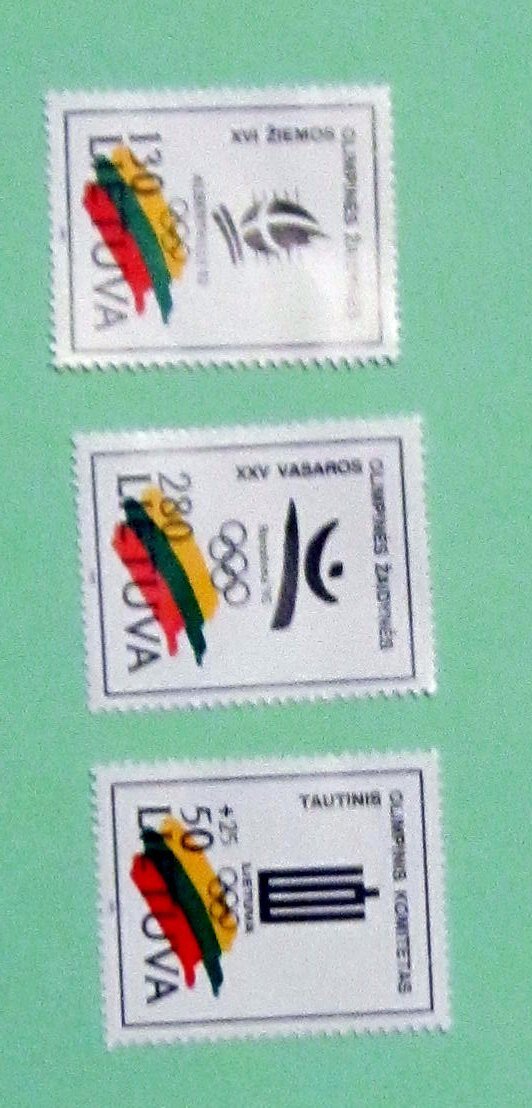 XVI ŽIEMOS
OLIMPINĖS ŽAIDYNĖS
130
LIETUVA
XXV VASAROS
OLIMPINĖS ŽAIDYNĖS
280
LIETUVA
TAUTINIS
OLIMPINIS KOMITETAS
LIETUVA
+25
50
LIETUVA